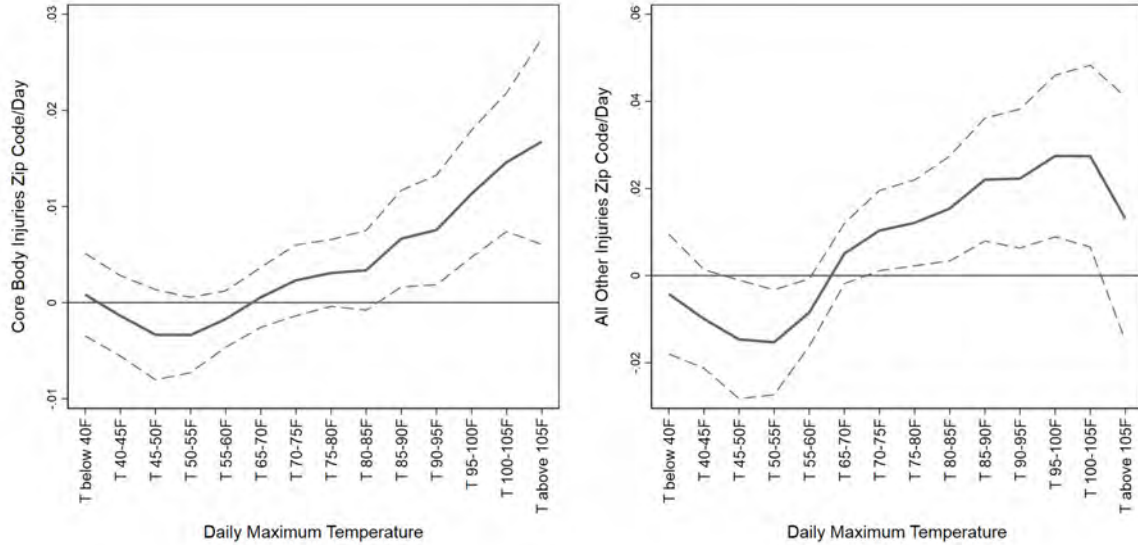 Core Body Injuries Zip Code/Day
.03
.02
.01
0
-.01
T below 40F
T 40-45F
T 45-50F
T 50-55F
T 55-60F
T 65-70F
T 70-75F
T 75-80F
T 80-85F
T 85-90F
T 90-95F
T 95-100F
T 100-105F
T above 105F
Daily Maximum Temperature
All Other Injuries Zip Code/Day
.06
.04
.02
0
-.02
T below 40F
T 40-45F
T 45-50F
T 50-55F
T 55-60F
T 65-70F
T 70-75F
T 75-80F
T 80-85F
T 85-90F
T 90-95F
T 95-100F
T 100-105F
T above 105F
Daily Maximum Temperature